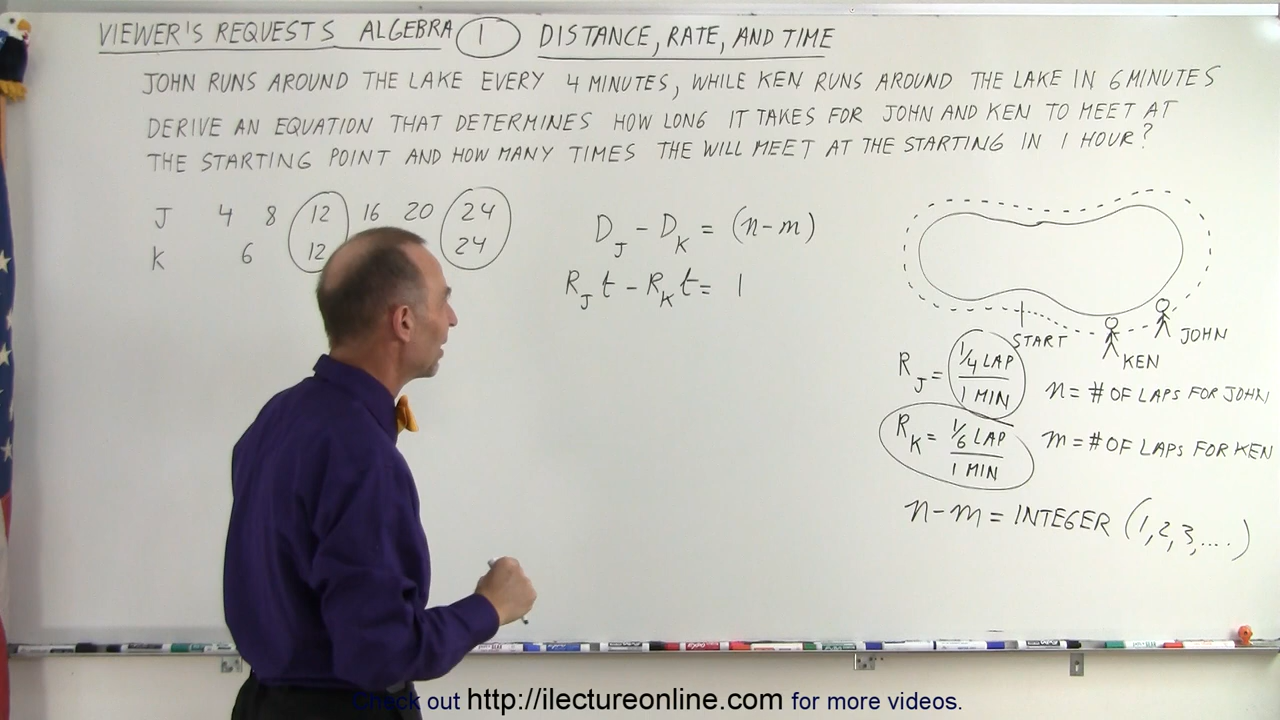 VIEWER'S REQUESTS ALGEBRA 1 DISTANCE, RATE, AND TIME
JOHN RUNS AROUND THE LAKE EVERY 4 MINUTES, WHILE KEN RUNS AROUND THE LAKE IN 6 MINUTES
DERIVE AN EQUATION THAT DETERMINES HOW LONG IT TAKES FOR JOHN AND KEN TO MEET AT
THE STARTING POINT AND HOW MANY TIMES THE WILL MEET AT THE STARTING IN 1 HOUR?
J 4 8 12 16 20 24
K 6 12 24
D_J - D_K = (n-m)
R_J t - R_K t = 1
START
KEN
JOHN
R_J = 1/4 LAP / 1 MIN
n = # OF LAPS FOR JOHN
R_K = 1/6 LAP / 1 MIN
m = # OF LAPS FOR KEN
n-m = INTEGER (1,2,3,....)
Check out http://ilectureonline.com for more videos.